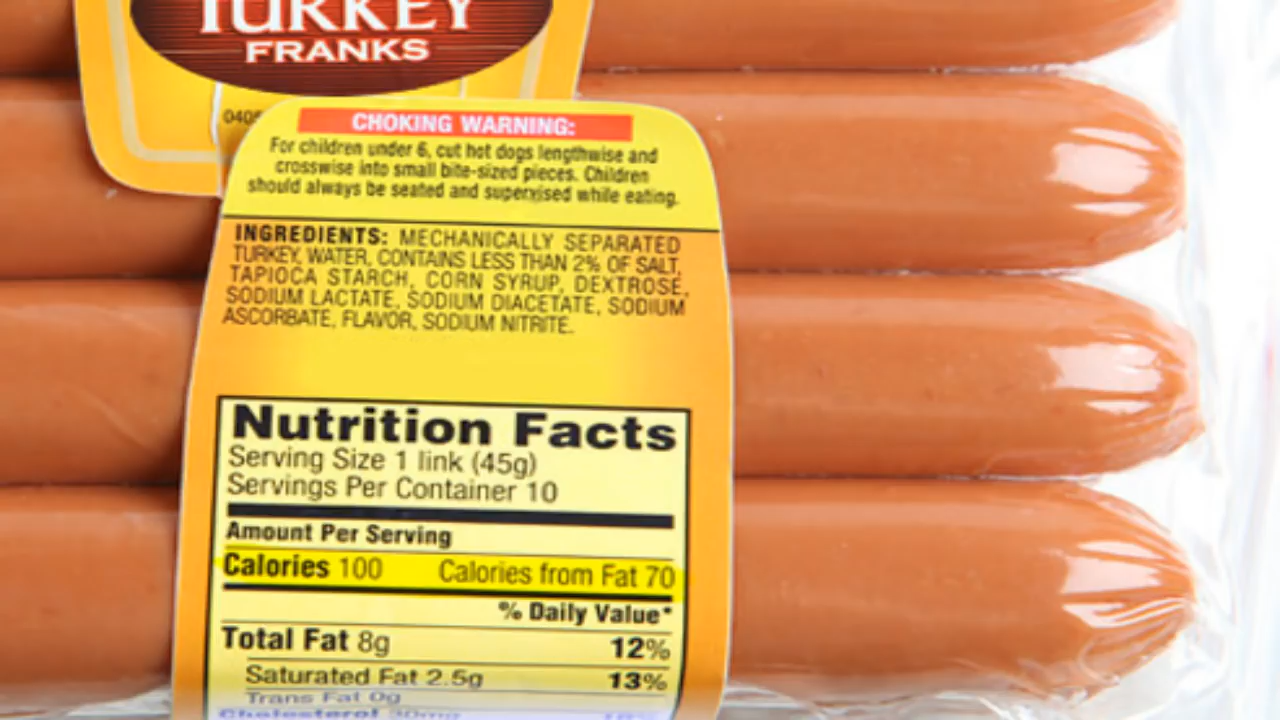 TURKEY
FRANKS
CHOKING WARNING:
For children under 6, cut hot dogs lengthwise and
crosswise into small bite-sized pieces. Children
should always be seated and supervised while eating.
INGREDIENTS: MECHANICALLY SEPARATED
TURKEY, WATER, CONTAINS LESS THAN 2% OF SALT,
TAPIOCA STARCH, CORN SYRUP, DEXTROSE,
SODIUM LACTATE, SODIUM DIACETATE, SODIUM
ASCORBATE, FLAVOR, SODIUM NITRITE.
Nutrition Facts
Serving Size 1 link (45g)
Servings Per Container 10
Amount Per Serving
Calories 100 Calories from Fat 70
% Daily Value*
Total Fat 8g 12%
Saturated Fat 2.5g 13%
Trans Fat 0g
Cholesterol 30mg